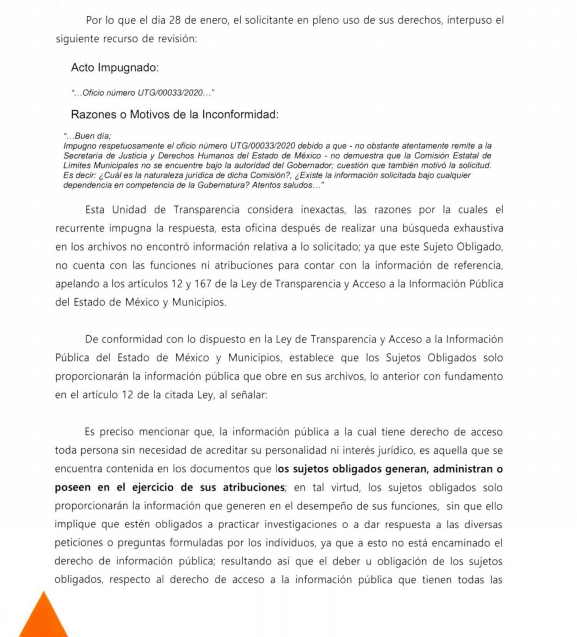 Por lo que el día 28 de enero, el solicitante en pleno uso de sus derechos, interpuso el
siguiente recurso de revisión:
Acto Impugnado:
"…Oficio número UTG/00033/2020…"
Razones o Motivos de la Inconformidad:
"…Buen día;
Impugno respetuosamente el oficio número UTG/00033/2020 debido a que - no obstante atentamente remite a la
Secretaría de Justicia y Derechos Humanos del Estado de México - no demuestra que la Comisión Estatal de
Límites Municipales no se encuentre bajo la autoridad del Gobernador; cuestión que también motivó la solicitud.
Es decir: ¿Cuál es la naturaleza jurídica de dicha Comisión?, ¿Existe la información solicitada bajo cualquier
dependencia en competencia de la Gubernatura? Atentos saludos…"
Esta Unidad de Transparencia considera inexactas, las razones por la cuales el
recurrente impugna la respuesta, esta oficina después de realizar una búsqueda exhaustiva
en los archivos no encontró información relativa a lo solicitado; ya que este Sujeto Obligado,
no cuenta con las funciones ni atribuciones para contar con la información de referencia,
apelando a los artículos 12 y 167 de la Ley de Transparencia y Acceso a la Información Pública
del Estado de México y Municipios.
De conformidad con lo dispuesto en la Ley de Transparencia y Acceso a la Información
Pública del Estado de México y Municipios, establece que los Sujetos Obligados solo
proporcionarán la información pública que obre en sus archivos, lo anterior con fundamento
en el artículo 12 de la citada Ley, al señalar:
Es preciso mencionar que, la información pública a la cual tiene derecho de acceso
toda persona sin necesidad de acreditar su personalidad ni interés jurídico, es aquella que se
encuentra contenida en los documentos que los sujetos obligados generan, administran o
poseen en el ejercicio de sus atribuciones; en tal virtud, los sujetos obligados solo
proporcionarán la información que generen en el desempeño de sus funciones, sin que ello
implique que estén obligados a practicar investigaciones o a dar respuesta a las diversas
peticiones o preguntas formuladas por los individuos, ya que a esto no está encaminado el
derecho de información pública; resultando así que el deber u obligación de los sujetos
obligados, respecto al derecho de acceso a la información pública que tienen todas las